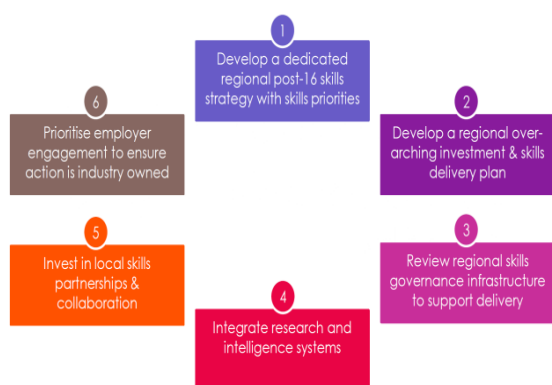 1
Develop a dedicated
regional post-16 skills
strategy with skills priorities
2
Develop a regional over-
arching investment & skills
delivery plan
3
Review regional skills
governance infrastructure
to support delivery
4
Integrate research and
intelligence systems
5
Invest in local skills
partnerships &
collaboration
6
Prioritise employer
engagement to ensure
action is industry owned